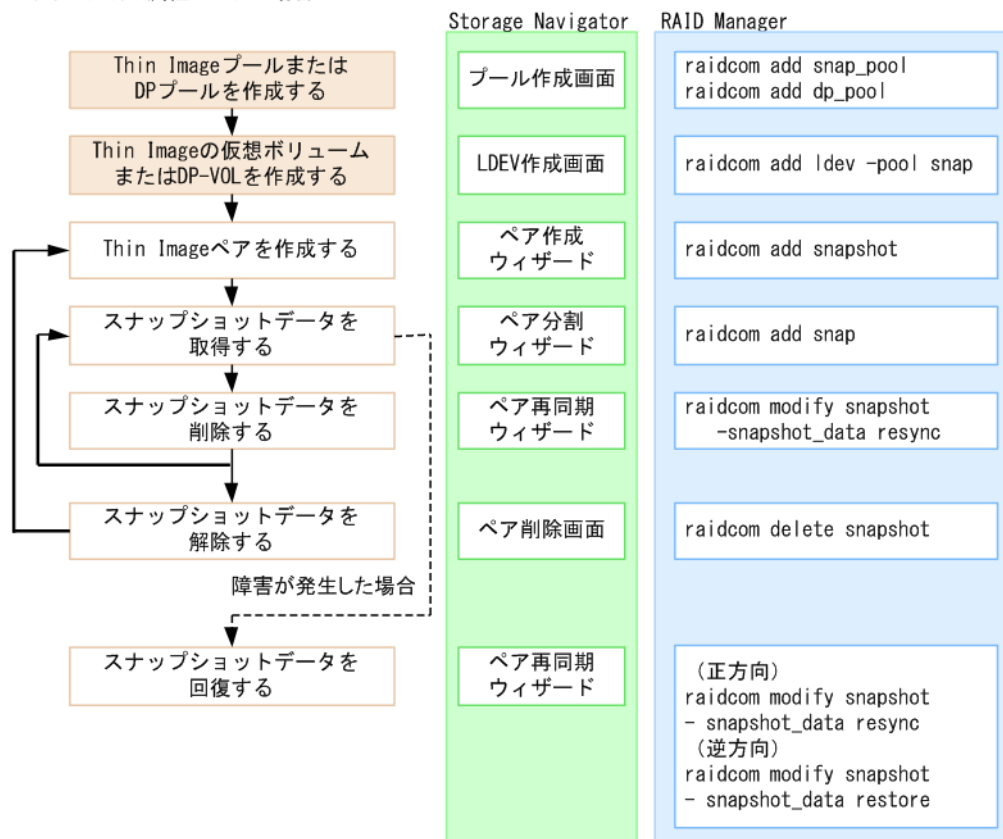 Storage Navigator
RAID Manager
Thin Imageプールまたは
DPプールを作成する
プール作成画面
raidcom add snap_pool
raidcom add dp_pool
Thin Imageの仮想ボリューム
またはDP-VOLを作成する
LDEV作成画面
raidcom add ldev -pool snap
Thin Imageペアを作成する
ペア作成
ウィザード
raidcom add snapshot
スナップショットデータを
取得する
ペア分割
ウィザード
raidcom add snap
スナップショットデータを
削除する
ペア再同期
ウィザード
raidcom modify snapshot
-snapshot_data resync
スナップショットデータを
解除する
ペア削除画面
raidcom delete snapshot
障害が発生した場合
スナップショットデータを
回復する
ペア再同期
ウィザード
（正方向）
raidcom modify snapshot
- snapshot_data resync
（逆方向）
raidcom modify snapshot
- snapshot_data restore